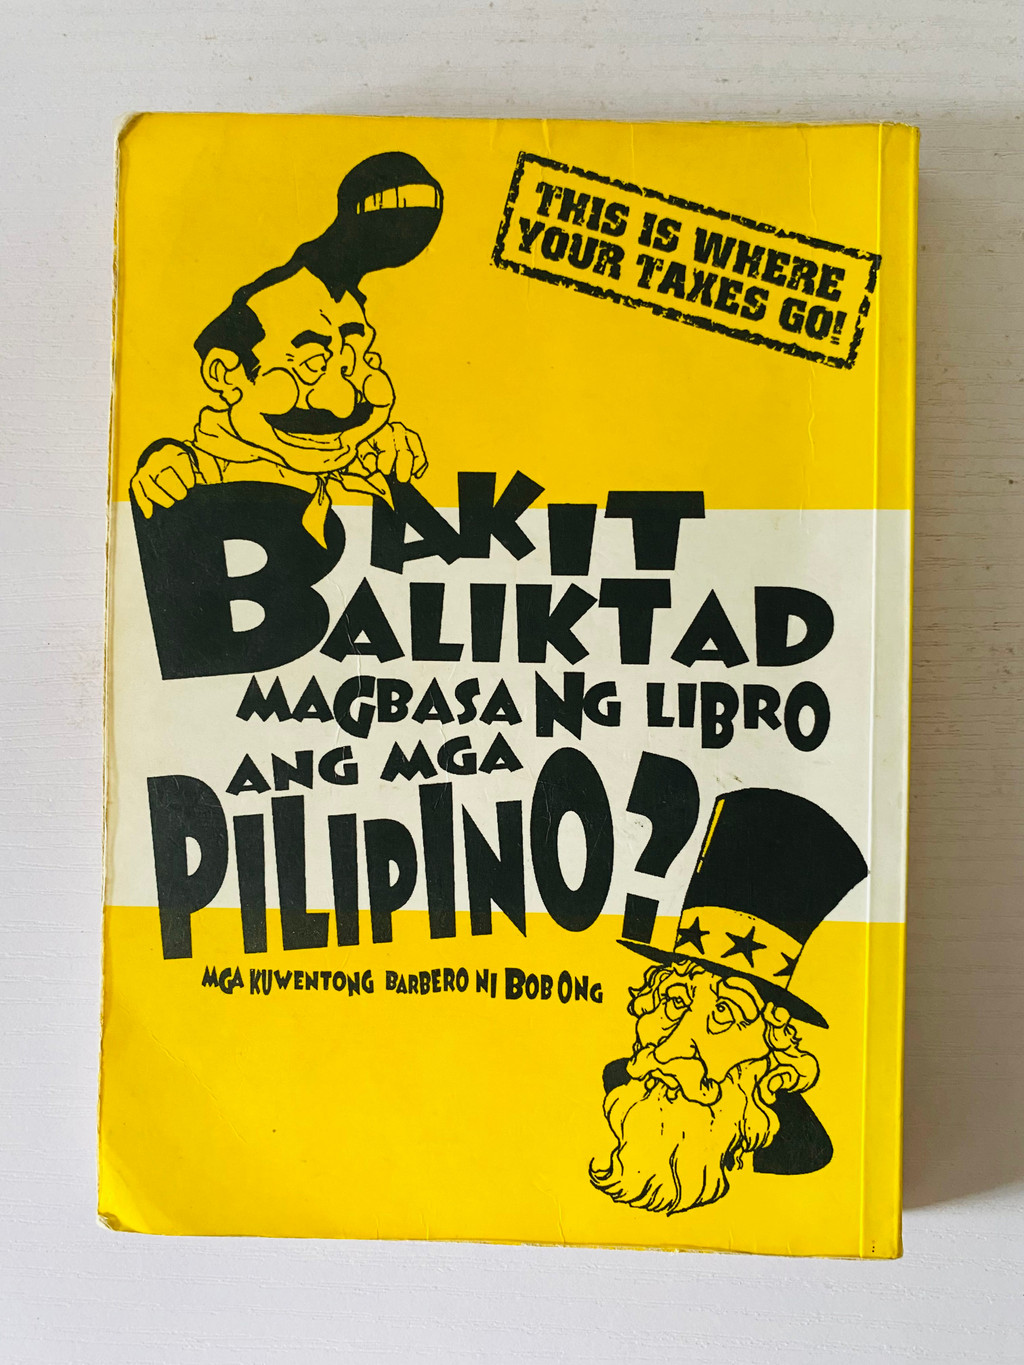 THIS IS WHERE
YOUR TAXES GO!
BAKIT
BALIKTAD
MAGBASA NG LIBRO
ANG MGA
PILIPINO?
MGA KUWENTONG BARBERO NI BOB ONG